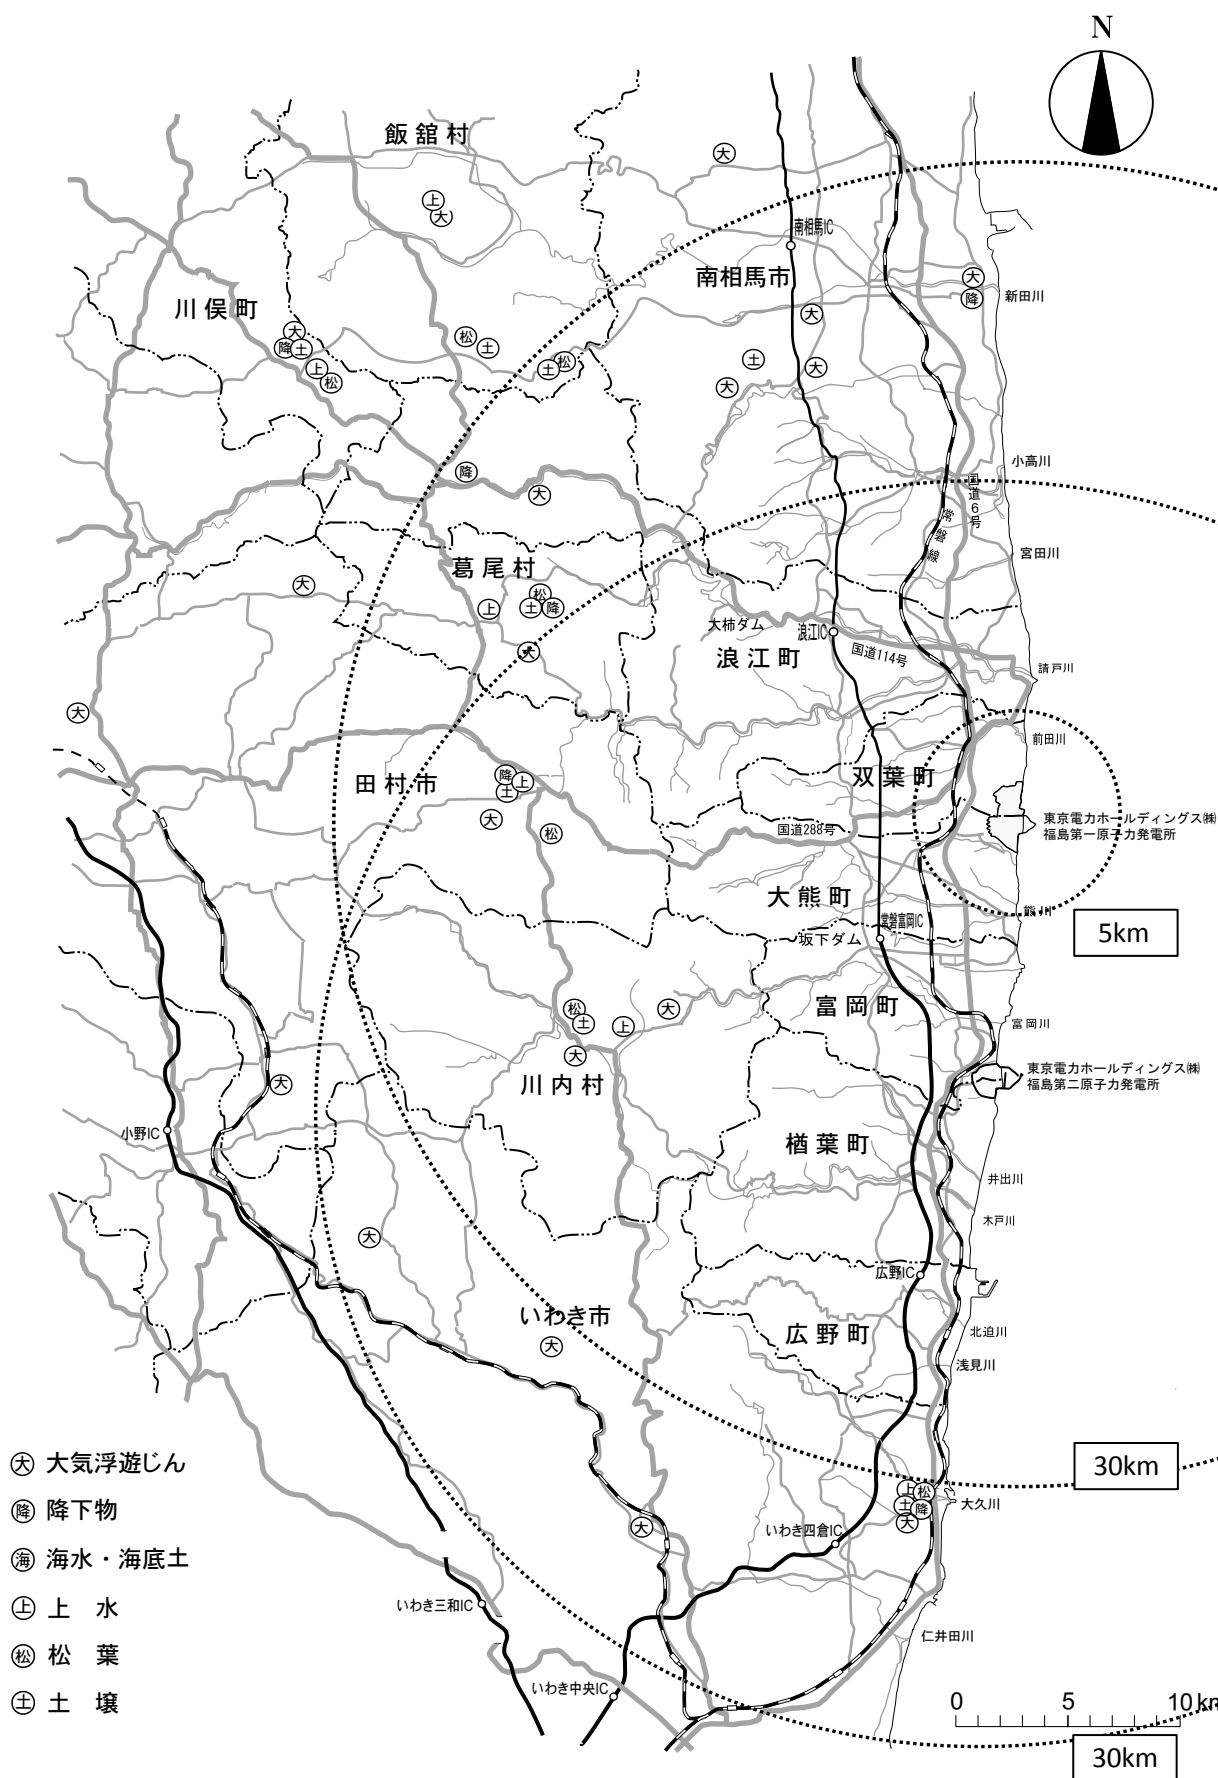 N
飯舘村
大
上
大
南相馬IC
南相馬市
大
降
新田川
川俣町
大
降
土
上
松
松
土
松
土
大
土
大
大
小高川
国道6号
常磐線
降
大
宮田川
葛尾村
大
松
上
土
降
大
大柿ダム
浪江IC
浪江町
国道114号
請戸川
大
前田川
双葉町
田村市
降
上
土
大
松
国道288号
東京電力ホールディングス㈱
福島第一原子力発電所
大熊町
熊川
常磐富岡IC
坂下ダム
5km
松
土
上
大
大
富岡町
富岡川
川内村
東京電力ホールディングス㈱
福島第二原子力発電所
大
小野IC
楢葉町
井出川
木戸川
大
広野IC
いわき市
大
広野町
北迫川
浅見川
30km
上
松
土
降
大
大久川
いわき四倉IC
大
いわき三和IC
仁井田川
いわき中央IC
大 大気浮遊じん
降 降下物
海 海水・海底土
上 上 水
松 松 葉
土 土 壌
0 5 10 km
30km